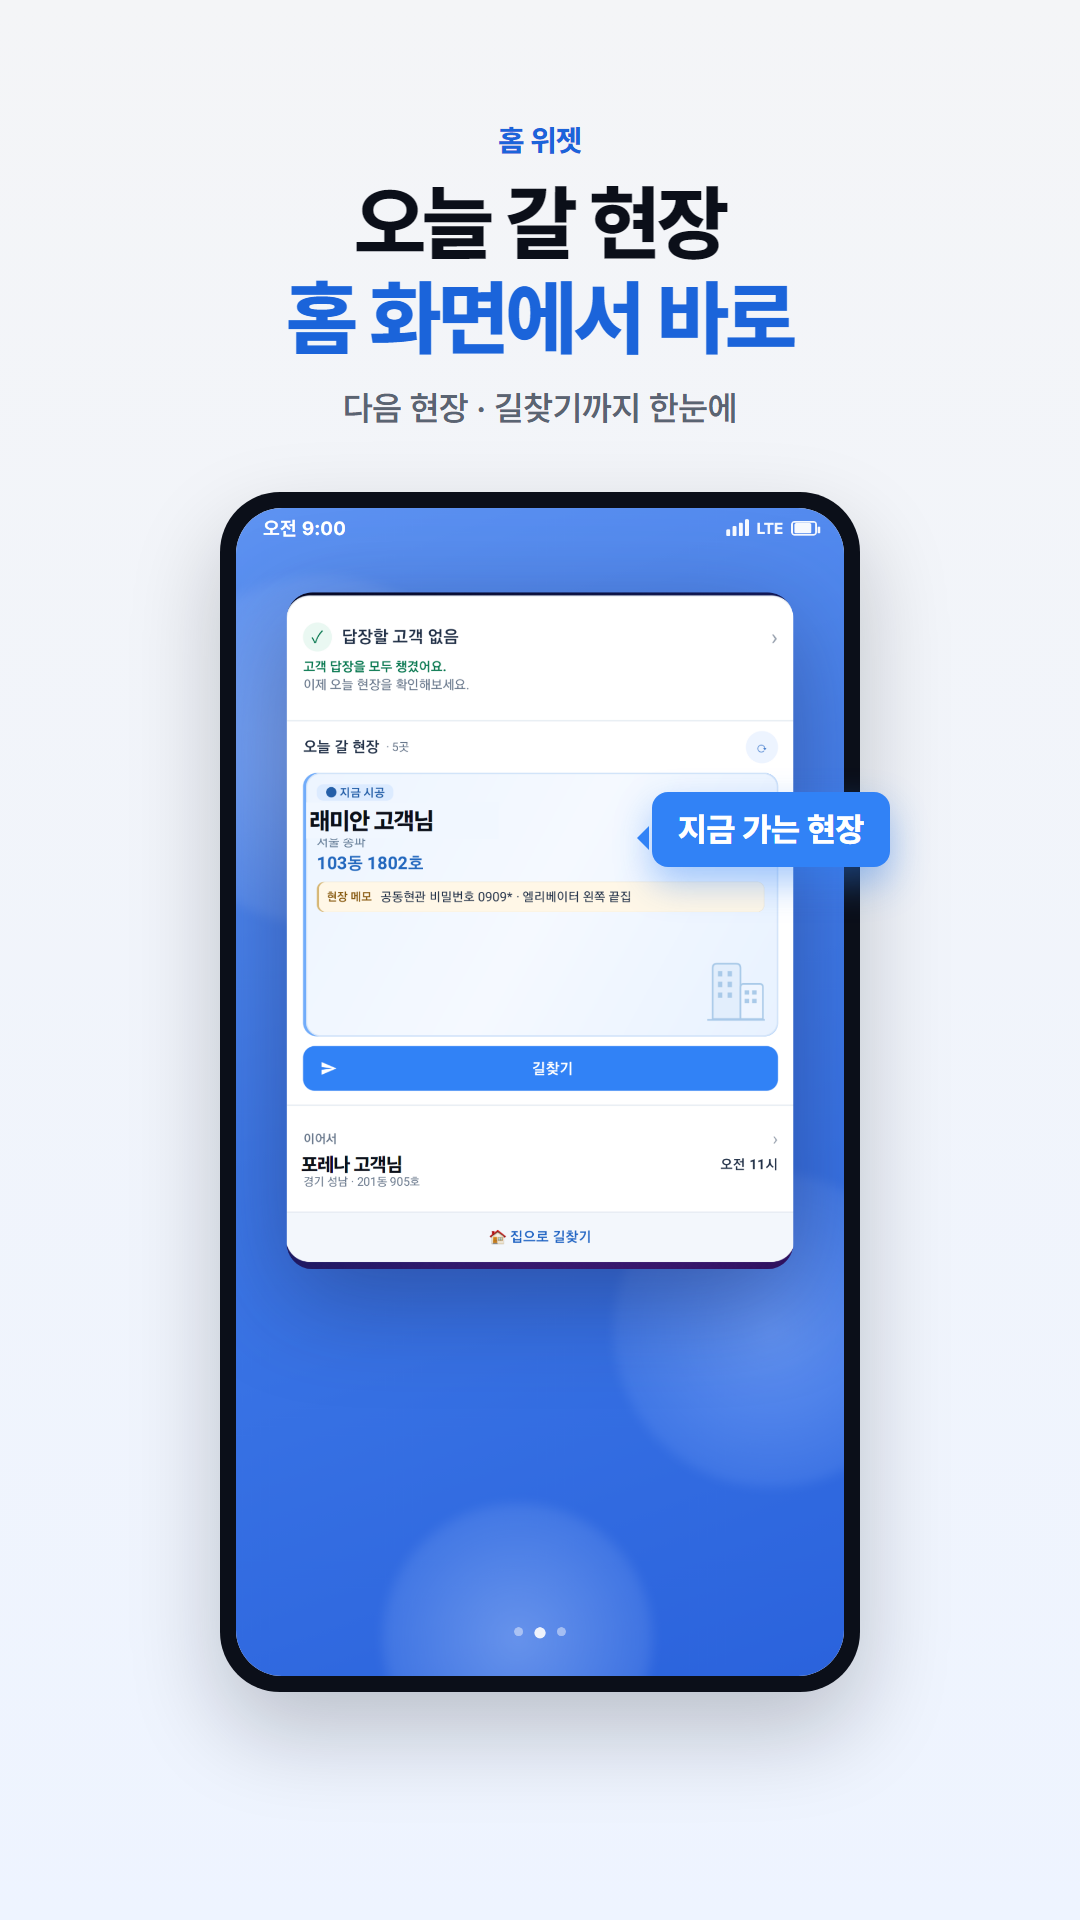 홈 위젯
오늘 갈 현장
홈 화면에서 바로
다음 현장 · 길찾기까지 한눈에
오전 9:00
LTE
답장할 고객 없음
고객 답장을 모두 챙겼어요.
이제 오늘 현장을 확인해보세요.
오늘 갈 현장 · 5곳
지금 시공
래미안 고객님
지금 가는 현장
서울 송파
103동 1802호
현장 메모 공동현관 비밀번호 0909* · 엘리베이터 왼쪽 끝집
길찾기
이어서
포레나 고객님
오전 11시
경기 성남 · 201동 905호
집으로 길찾기